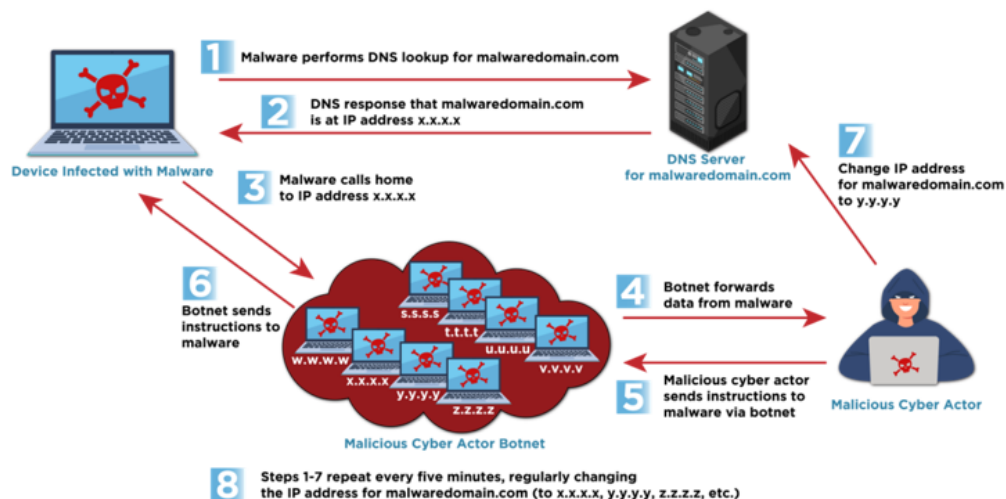 1
Malware performs DNS lookup for malwaredomain.com
2
DNS response that malwaredomain.com
is at IP address x.x.x.x
Device Infected with Malware
DNS Server
for malwaredomain.com
7
Change IP address
for malwaredomain.com
to y.y.y.y
3
Malware calls home
to IP address x.x.x.x
6
Botnet sends
instructions to
malware
s.s.s.s
t.t.t.t
u.u.u.u
v.v.v.v
w.w.w.w
x.x.x.x
y.y.y.y
z.z.z.z
Malicious Cyber Actor Botnet
4
Botnet forwards
data from malware
5
Malicious cyber actor
sends instructions to
malware via botnet
Malicious Cyber Actor
8
Steps 1-7 repeat every five minutes, regularly changing
the IP address for malwaredomain.com (to x.x.x.x, y.y.y.y, z.z.z.z, etc.)